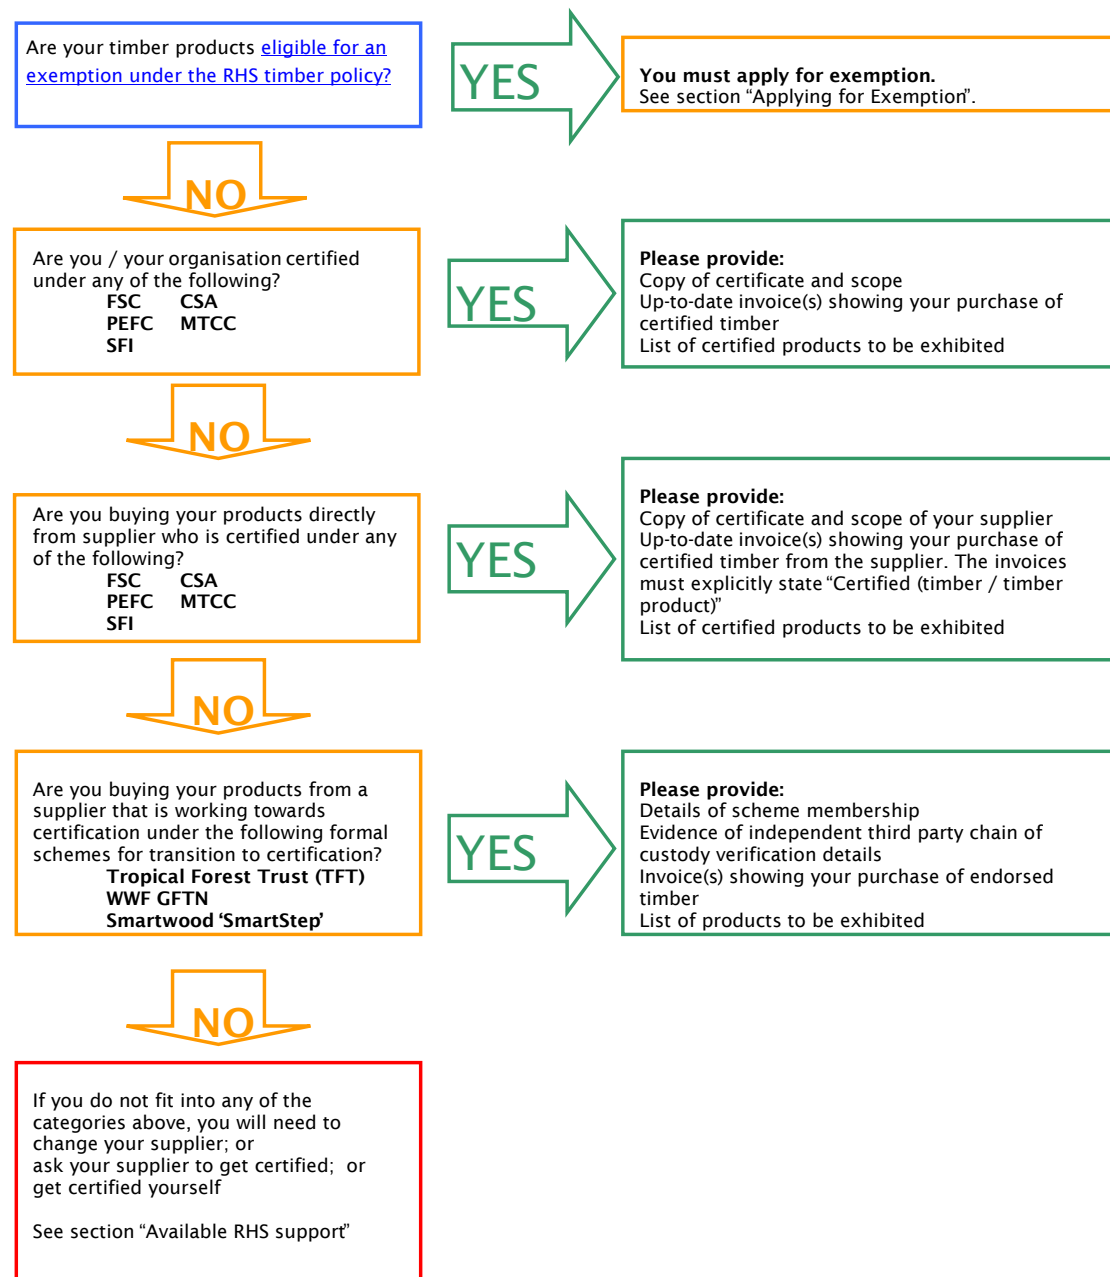 Are your timber products eligible for an
exemption under the RHS timber policy?
YES
You must apply for exemption.
See section “Applying for Exemption”.
NO
Are you / your organisation certified
under any of the following?
FSC CSA
PEFC MTCC
SFI
YES
Please provide:
Copy of certificate and scope
Up-to-date invoice(s) showing your purchase of
certified timber
List of certified products to be exhibited
NO
Are you buying your products directly
from supplier who is certified under any
of the following?
FSC CSA
PEFC MTCC
SFI
YES
Please provide:
Copy of certificate and scope of your supplier
Up-to-date invoice(s) showing your purchase of
certified timber from the supplier. The invoices
must explicitly state “Certified (timber / timber
product)”
List of certified products to be exhibited
NO
Are you buying your products from a
supplier that is working towards
certification under the following formal
schemes for transition to certification?
Tropical Forest Trust (TFT)
WWF GFTN
Smartwood ‘SmartStep’
YES
Please provide:
Details of scheme membership
Evidence of independent third party chain of
custody verification details
Invoice(s) showing your purchase of endorsed
timber
List of products to be exhibited
NO
If you do not fit into any of the
categories above, you will need to
change your supplier; or
ask your supplier to get certified; or
get certified yourself
See section “Available RHS support”